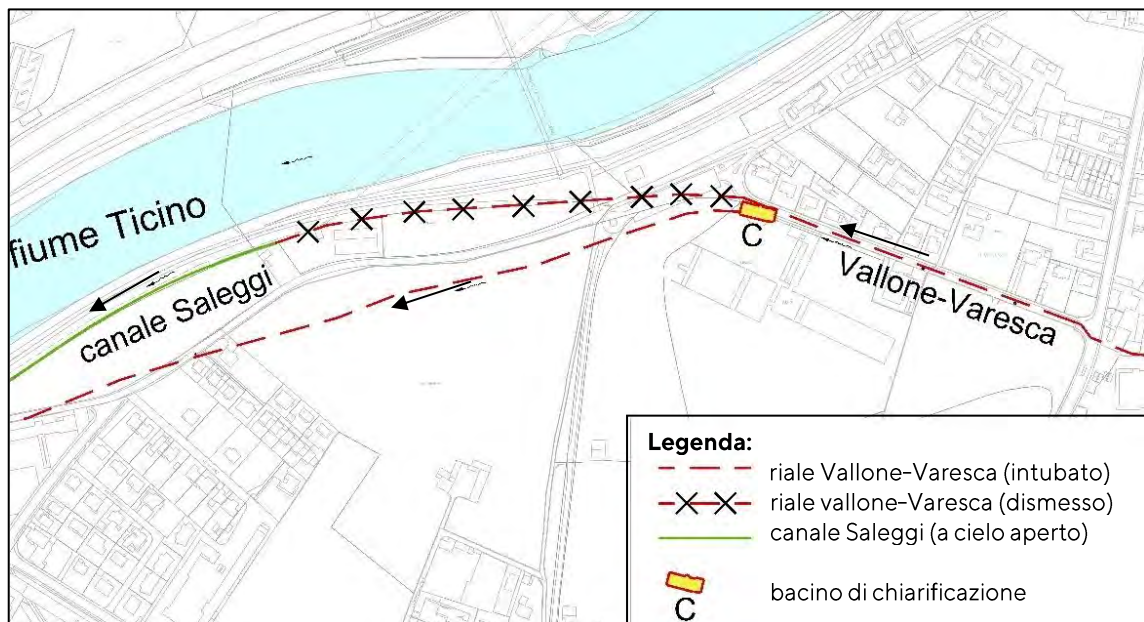 fiume Ticino
canale Saleggi
C
Vallone-Varesca
Legenda:
riale Vallone-Varesca (intubato)
riale vallone-Varesca (dismesso)
canale Saleggi (a cielo aperto)
C
bacino di chiarificazione